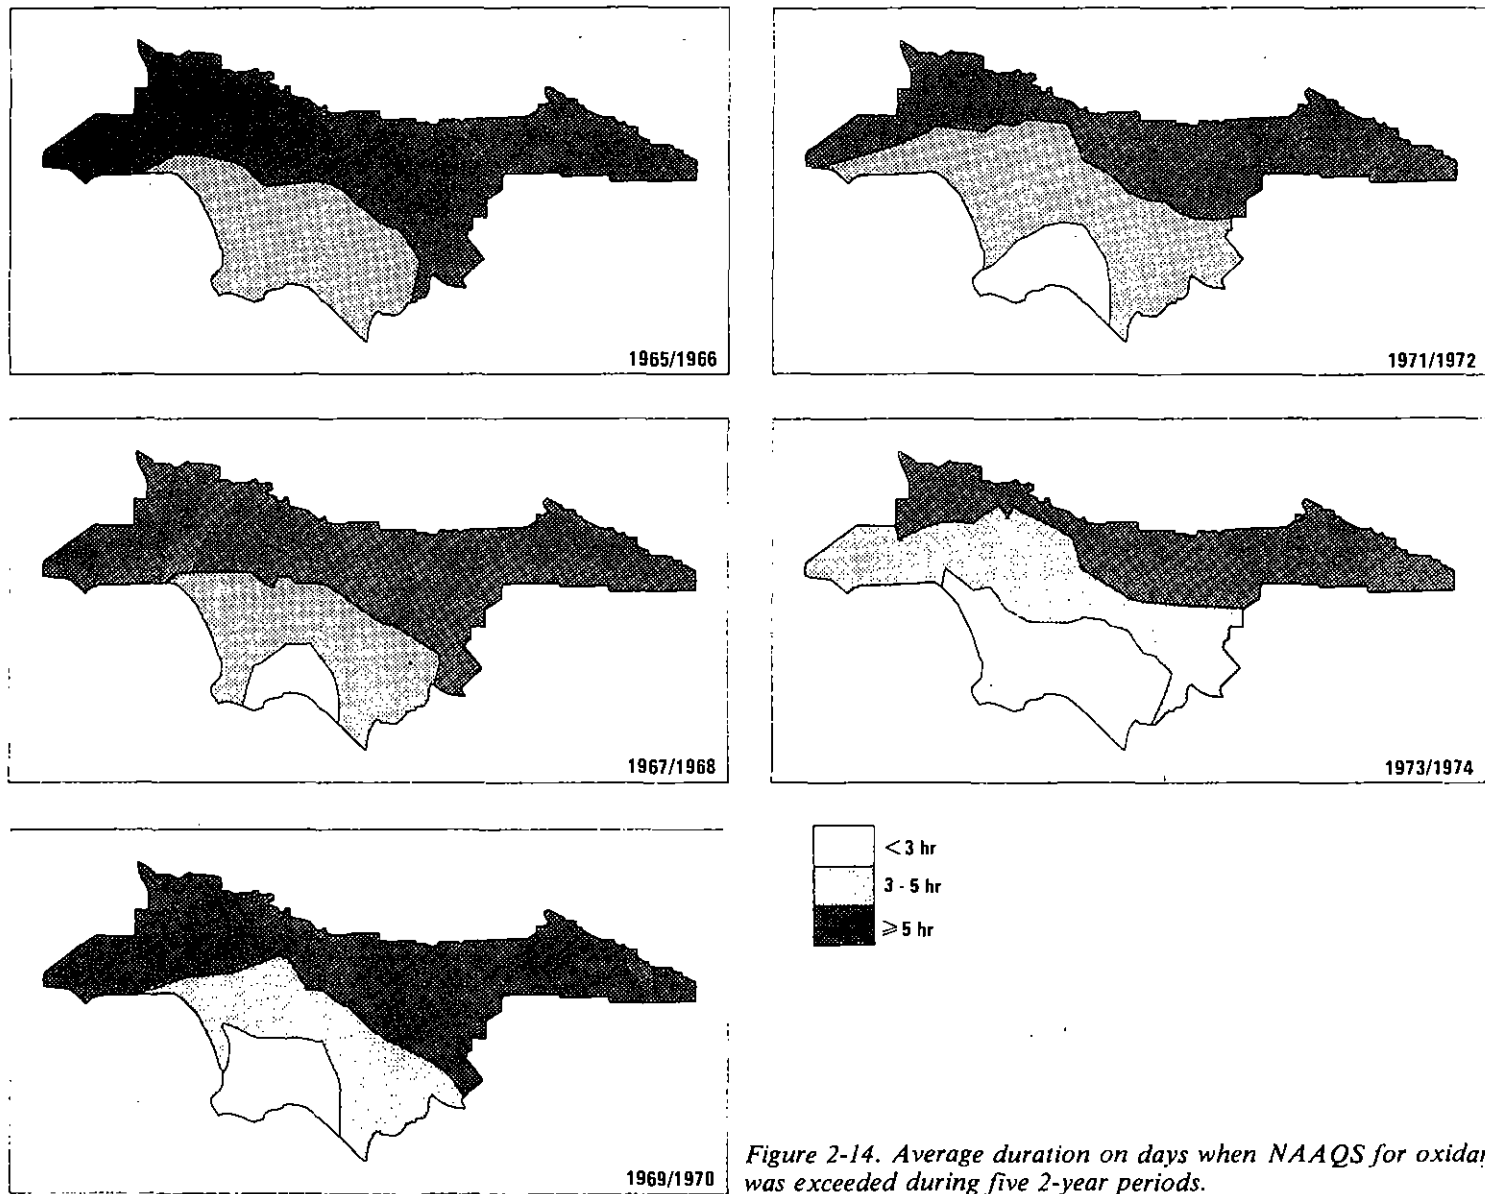 1965/1966
1971/1972
1967/1968
1973/1974
< 3 hr
3 - 5 hr
≥ 5 hr
1969/1970
Figure 2-14. Average duration on days when NAAQS for
was exceeded during five 2-year periods.